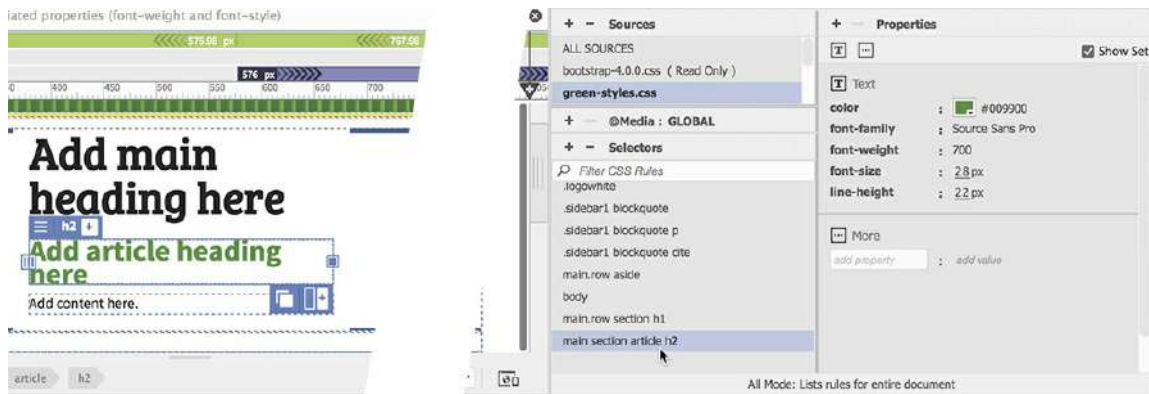 iated properties (font-weight and font-style)
575.98 px
767.98
576 px
400 450 500 550 600 650 700
Add main
heading here
h2 +
Add article heading
here
Add content here.
article h2
+ - Sources
ALL SOURCES
bootstrap-4.0.0.css ( Read Only )
green-styles.css
+ - @Media : GLOBAL
+ - Selectors
Filter CSS Rules
.logowhite
.sidebar1 blockquote
.sidebar1 blockquote p
.sidebar1 blockquote cite
main.row aside
body
main.row section h1
main section article h2
+ - Properties
T Show Set
T Text
color : #009900
font-family : Source Sans Pro
font-weight : 700
font-size : 28 px
line-height : 22 px
More
add property : add value
All Mode: Lists rules for entire document